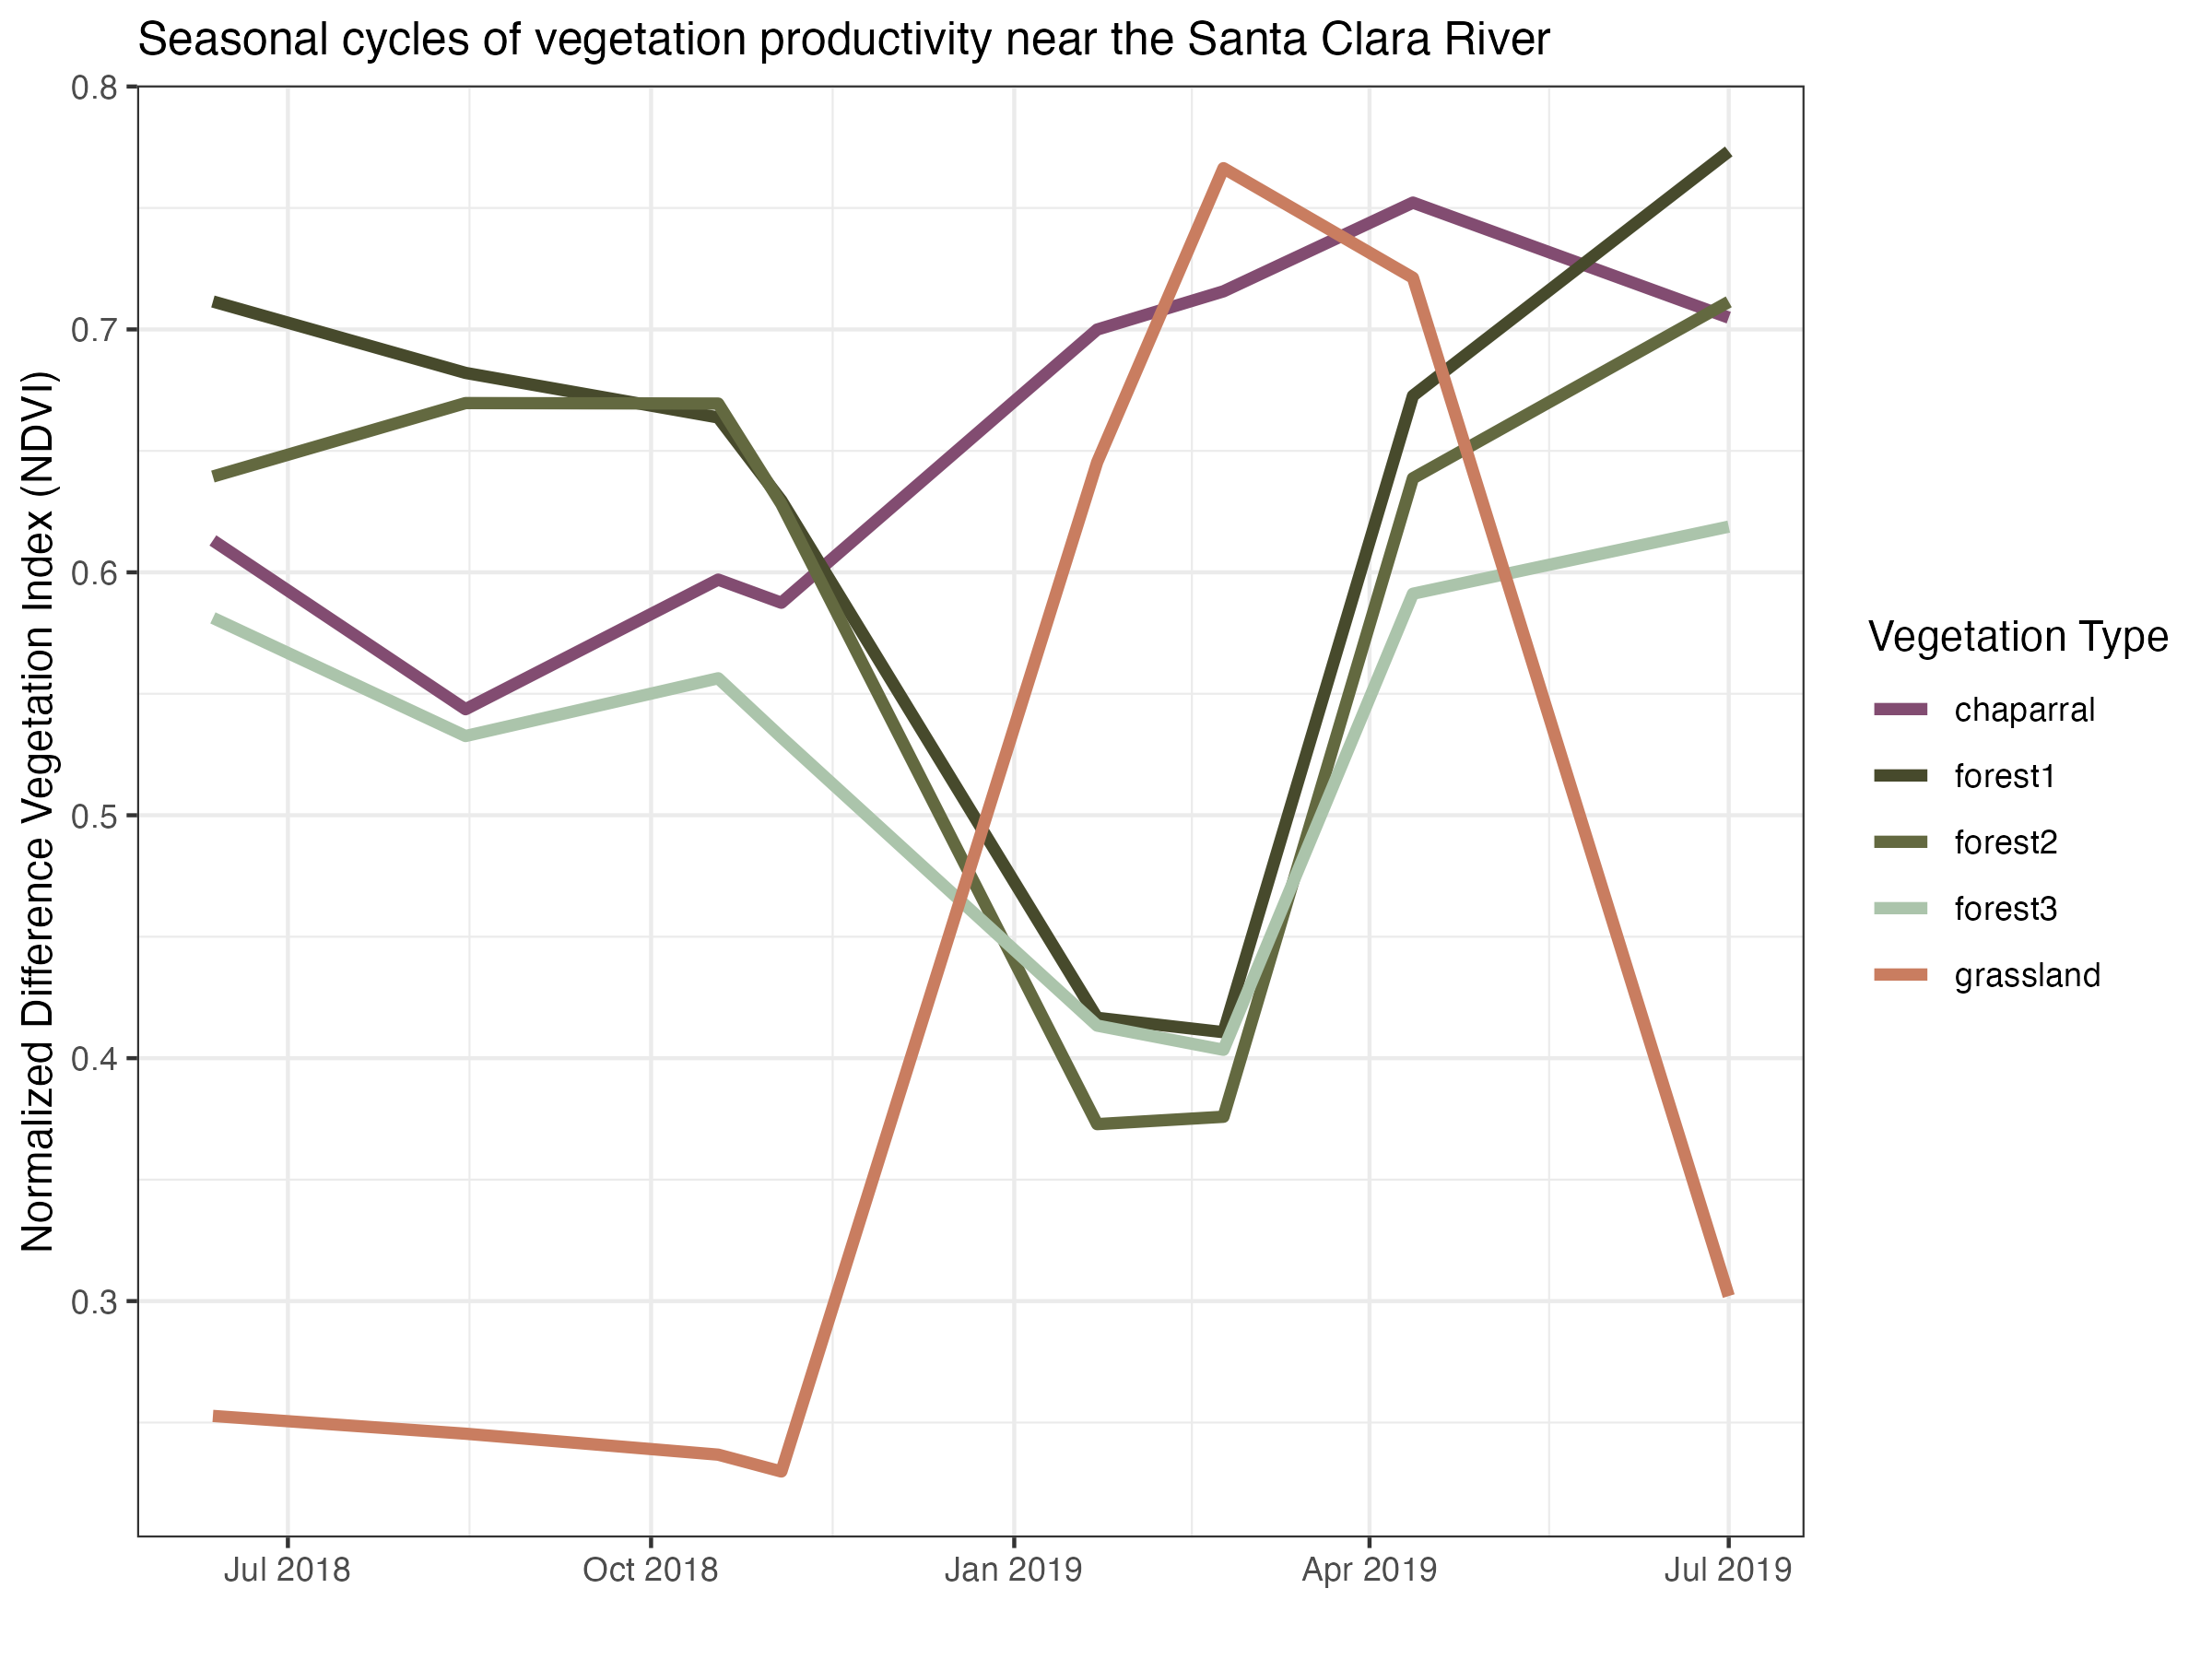 Seasonal cycles of vegetation productivity near the Santa Clara River
Normalized Difference Vegetation Index (NDVI)
0.8
0.7
0.6
0.5
0.4
0.3
Jul 2018
Oct 2018
Jan 2019
Apr 2019
Jul 2019
Vegetation Type
chaparral
forest1
forest2
forest3
grassland